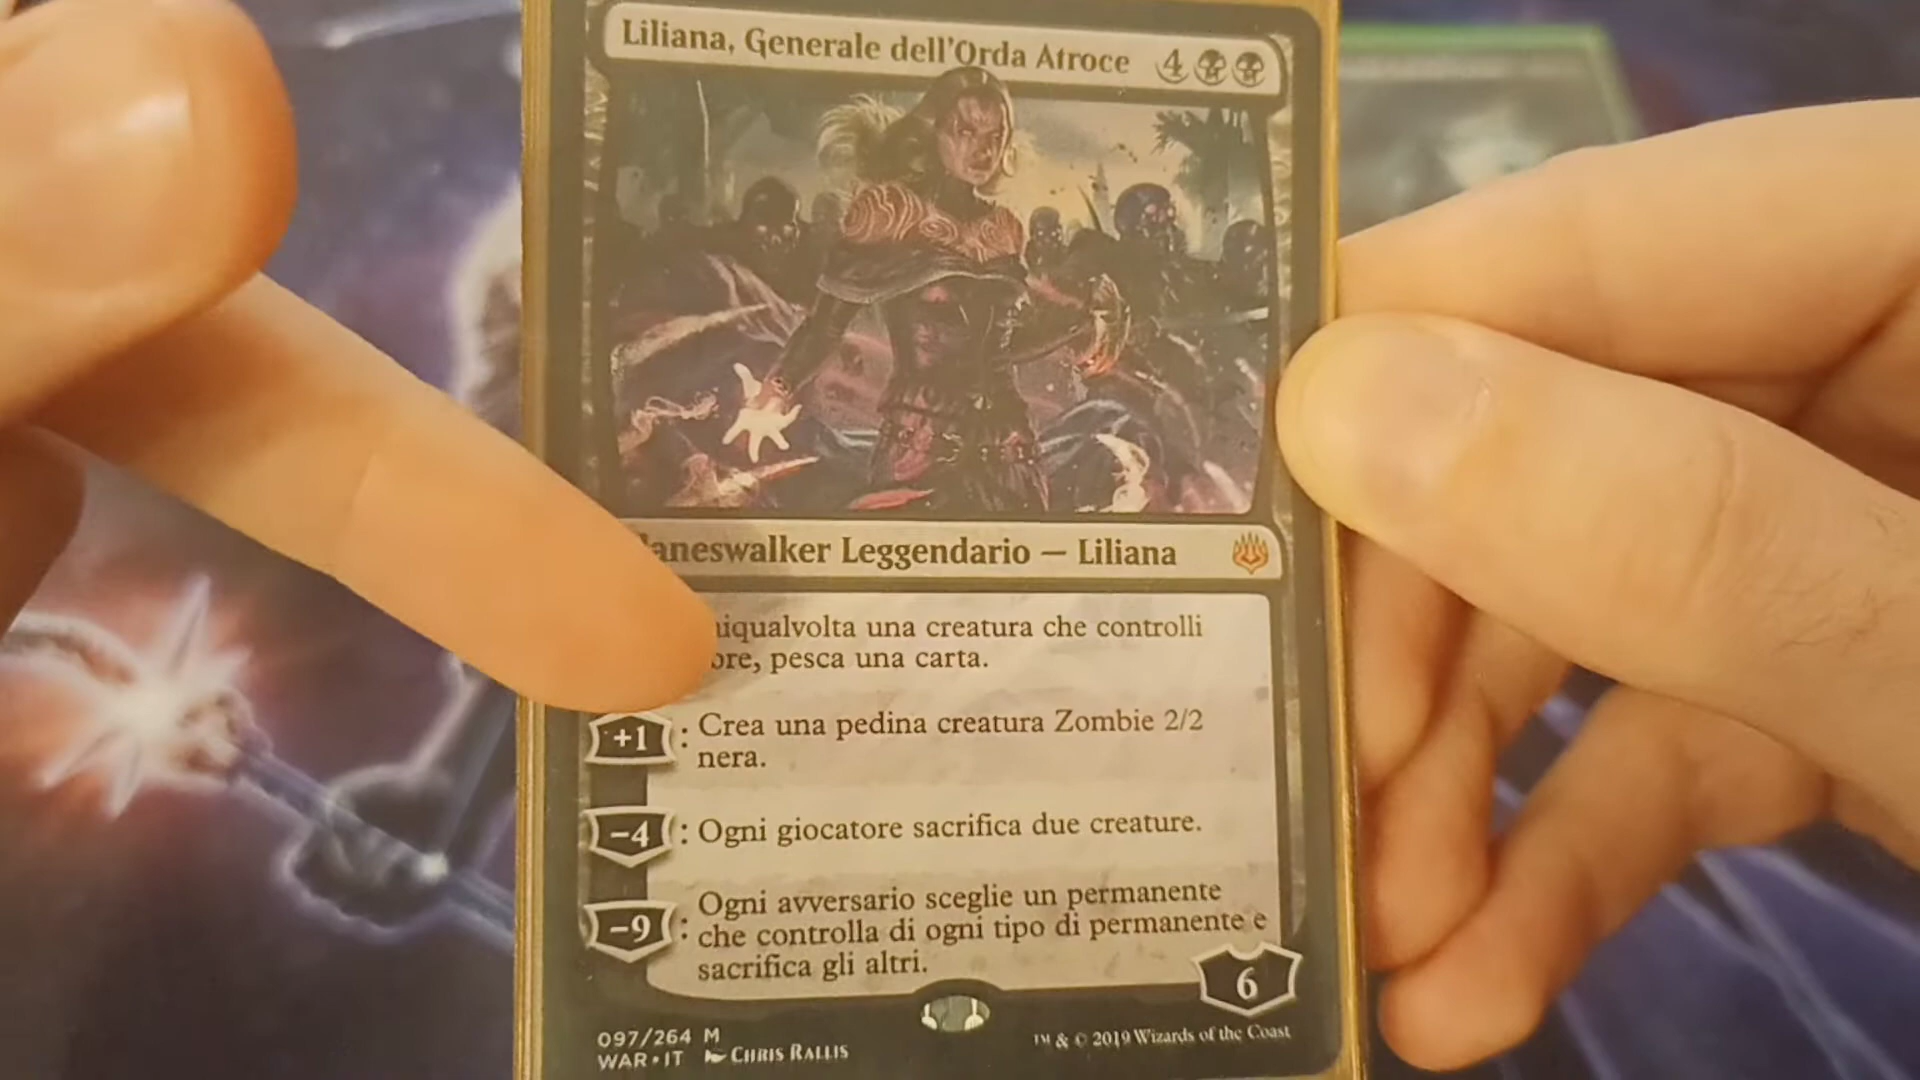 Liliana, Generale dell'Orda Atroce 4
Leggendario — Liliana
una creatura che controlli
pesca una carta.
+1 : Crea una pedina creatura Zombie 2/2
nera.
−4 : Ogni giocatore sacrifica due creature.
−9 : Ogni avversario sceglie un permanente
che controlla di ogni tipo di permanente e
sacrifica gli altri.
6
097/264 M
WAR • IT Chris Rallis
™ & © 2019 Wizards of the Coast